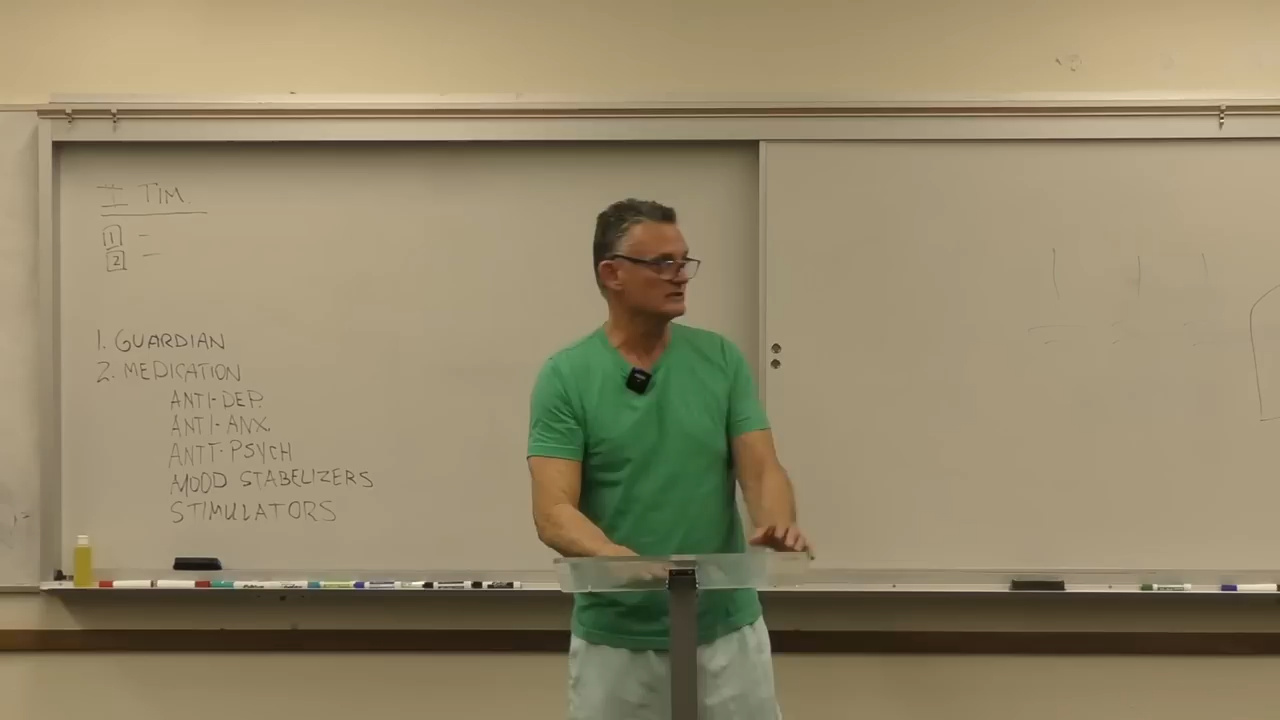 I TIM.
1 -
2 -
1. GUARDIAN
2. MEDICATION
ANTI-DEP.
ANTI-ANX.
ANTI-PSYCH
MOOD STABELIZERS
STIMULATORS